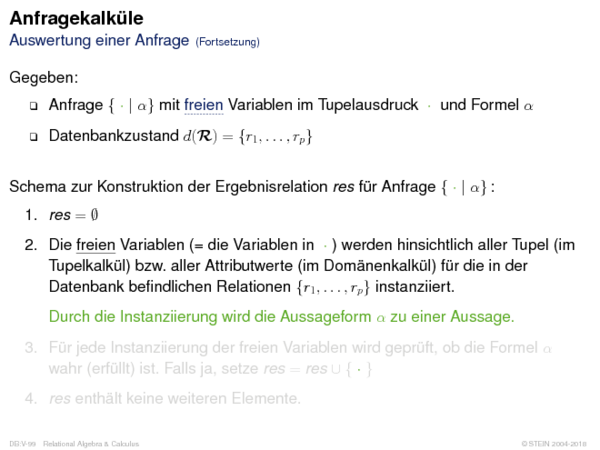 Anfragekalküle
Auswertung einer Anfrage (Fortsetzung)
Gegeben:
❑ Anfrage { · | α} mit freien Variablen im Tupelausdruck · und Formel α
❑ Datenbankzustand d(𝓡) = {r₁, . . . , rₚ}
Schema zur Konstruktion der Ergebnisrelation res für Anfrage { · | α} :
1. res = ∅
2. Die freien Variablen (= die Variablen in · ) werden hinsichtlich aller Tupel (im
Tupelkalkül) bzw. aller Attributwerte (im Domänenkalkül) für die in der
Datenbank befindlichen Relationen {r₁, . . . , rₚ} instanziiert.
Durch die Instanziierung wird die Aussageform α zu einer Aussage.
3. Für jede Instanziierung der freien Variablen wird geprüft, ob die Formel α
wahr (erfüllt) ist. Falls ja, setze res = res ∪ { · }
4. res enthält keine weiteren Elemente.
DB:V-99 Relational Algebra & Calculus © STEIN 2004-2018